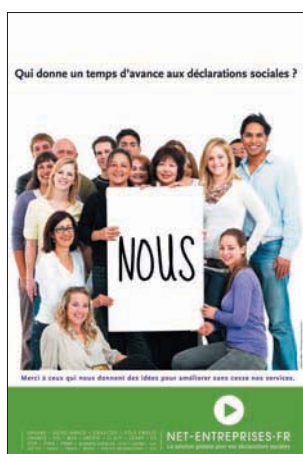 Qui donne un temps d'avance aux déclarations sociales ?
NOUS
Merci à ceux qui nous donnent des idées pour améliorer sans cesse nos services.
NET-ENTREPRISES·FR
La solution globale pour vos déclarations sociales